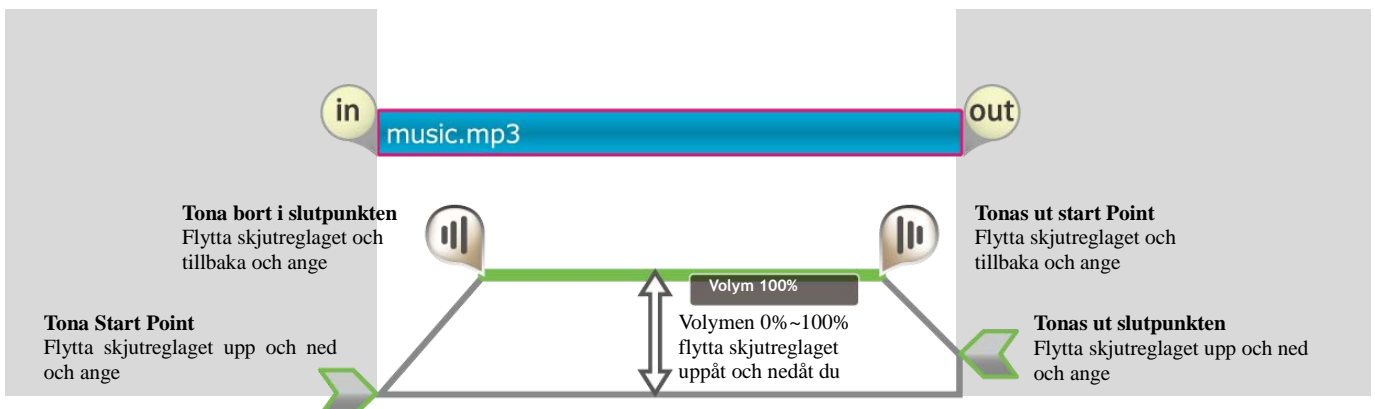 in
out
music.mp3
Tona bort i slutpunkten
Flytta skjutreglaget och
tillbaka och ange
Tonas ut start Point
Flytta skjutreglaget och
tillbaka och ange
Volym 100%
Volymen 0%~100%
flytta skjutreglaget
uppåt och nedåt du
Tona Start Point
Flytta skjutreglaget upp och ned
och ange
Tonas ut slutpunkten
Flytta skjutreglaget upp och ned
och ange